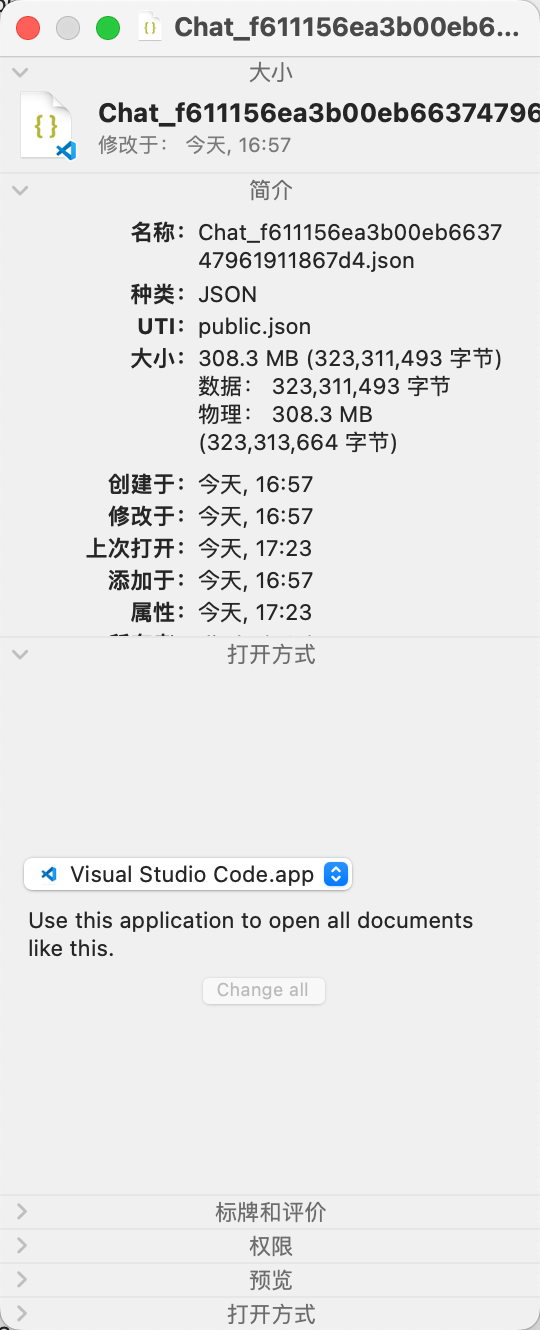 Chat_f611156ea3b00eb6...
大小
Chat_f611156ea3b00eb66374796
修改于： 今天, 16:57
简介
名称： Chat_f611156ea3b00eb6637
47961911867d4.json
种类： JSON
UTI： public.json
大小： 308.3 MB (323,311,493 字节)
数据： 323,311,493 字节
物理： 308.3 MB
(323,313,664 字节)
创建于： 今天, 16:57
修改于： 今天, 16:57
上次打开： 今天, 17:23
添加于： 今天, 16:57
属性： 今天, 17:23
打开方式
Visual Studio Code.app
Use this application to open all documents
like this.
Change all
标牌和评价
权限
预览
打开方式